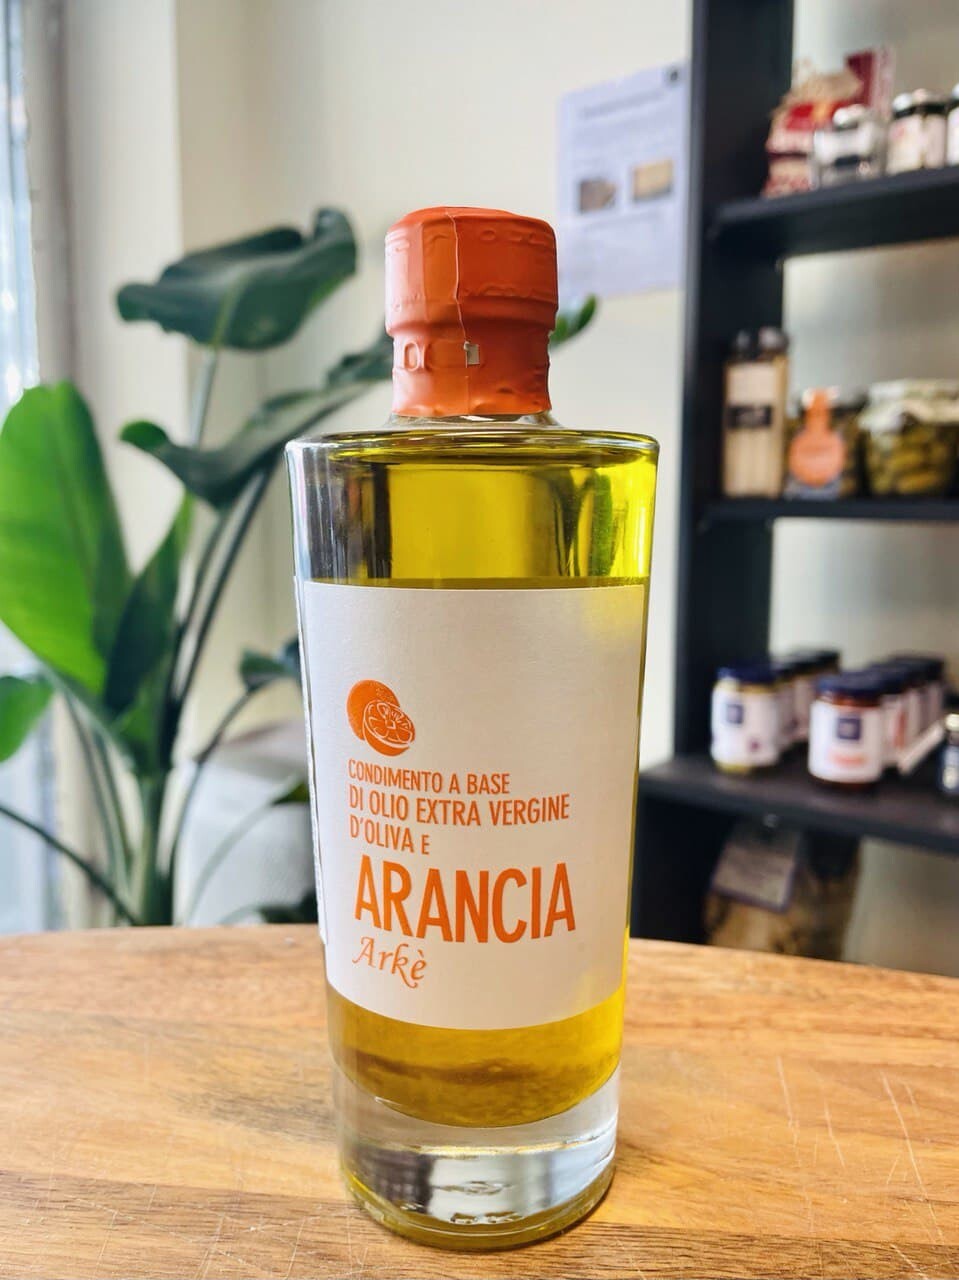 CONDIMENTO A BASE
DI OLIO EXTRA VERGINE
D'OLIVA E
ARANCIA
Arkè